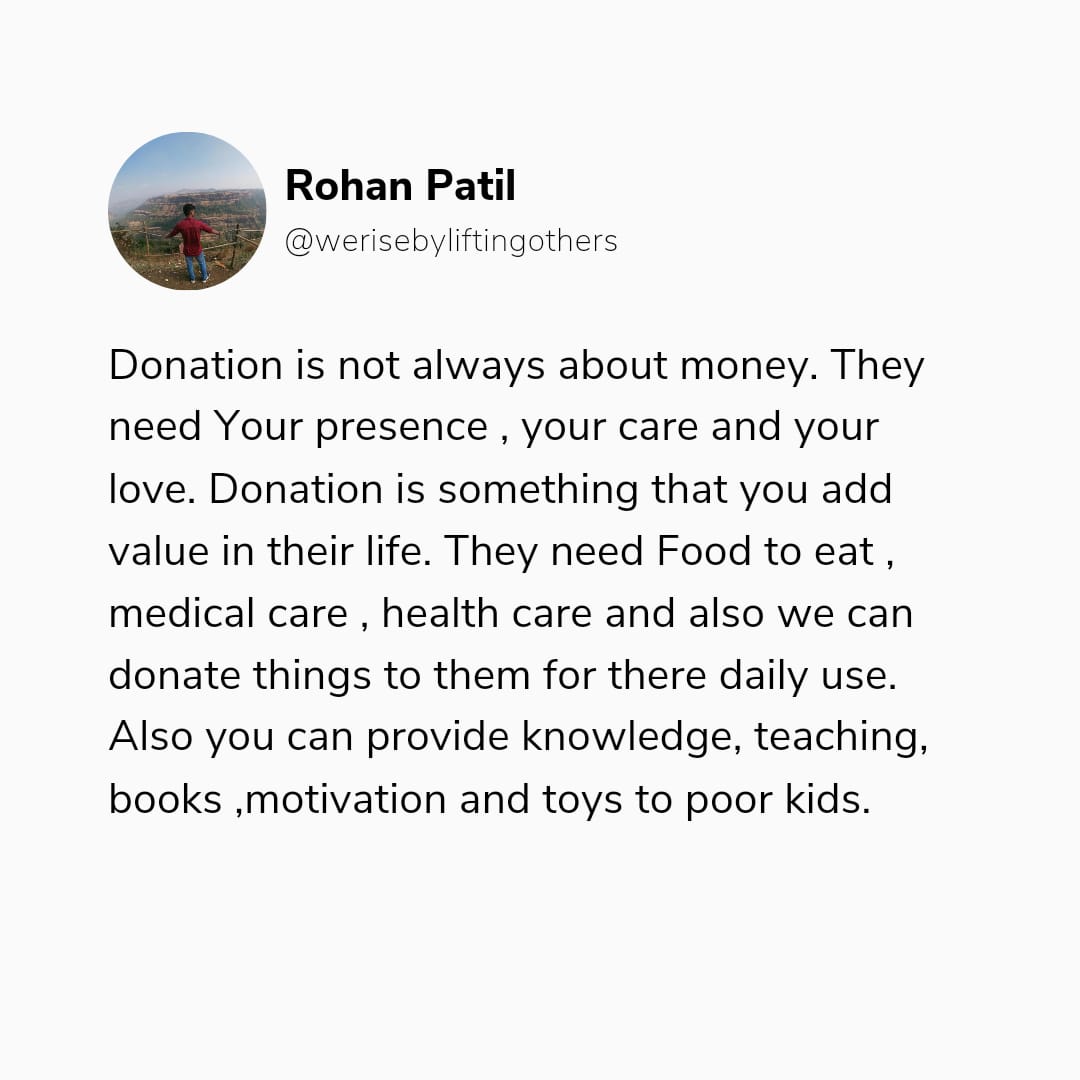 Rohan Patil
@werisebyliftingothers
Donation is not always about money. They
need Your presence , your care and your
love. Donation is something that you add
value in their life. They need Food to eat ,
medical care , health care and also we can
donate things to them for there daily use.
Also you can provide knowledge, teaching,
books ,motivation and toys to poor kids.